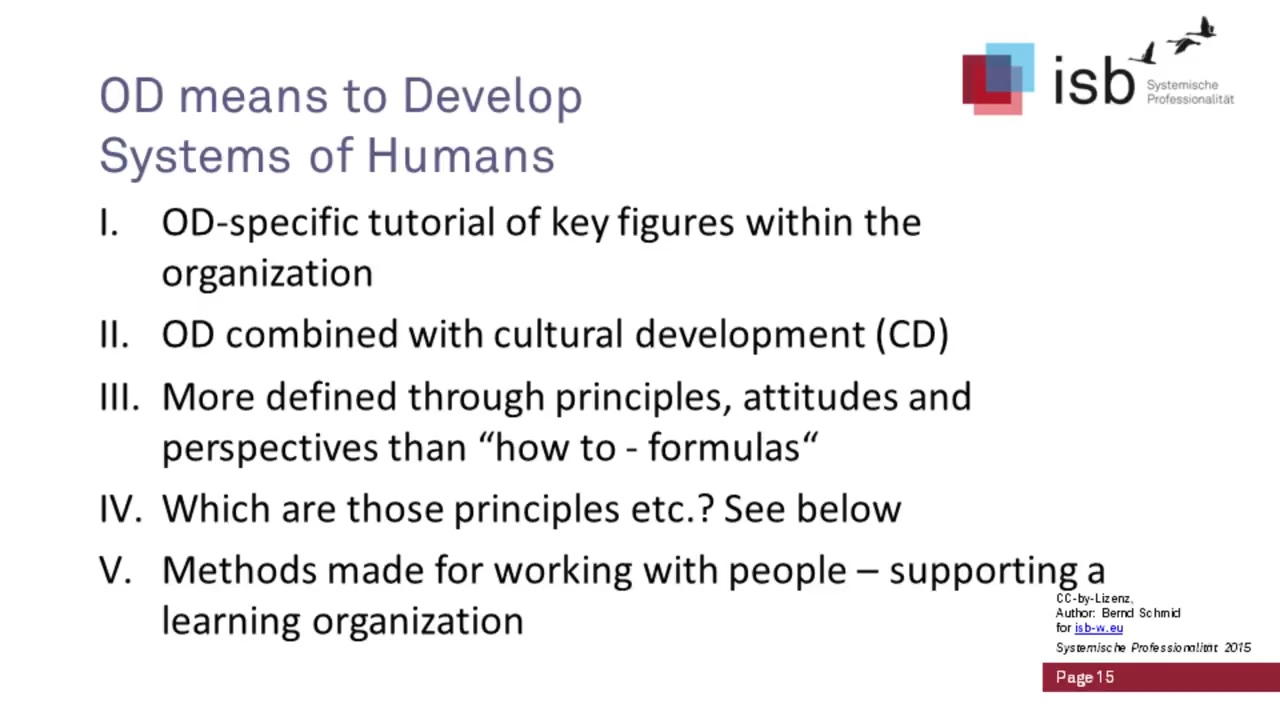 OD means to Develop
Systems of Humans
isb
Systemische
Professionalität
I. OD-specific tutorial of key figures within the
organization
II. OD combined with cultural development (CD)
III. More defined through principles, attitudes and
perspectives than “how to - formulas“
IV. Which are those principles etc.? See below
V. Methods made for working with people – supporting a
learning organization
CC-by-Lizenz,
Author: Bernd Schmid
for isb-w.eu
Systemische Professionalität 2015
Page 15